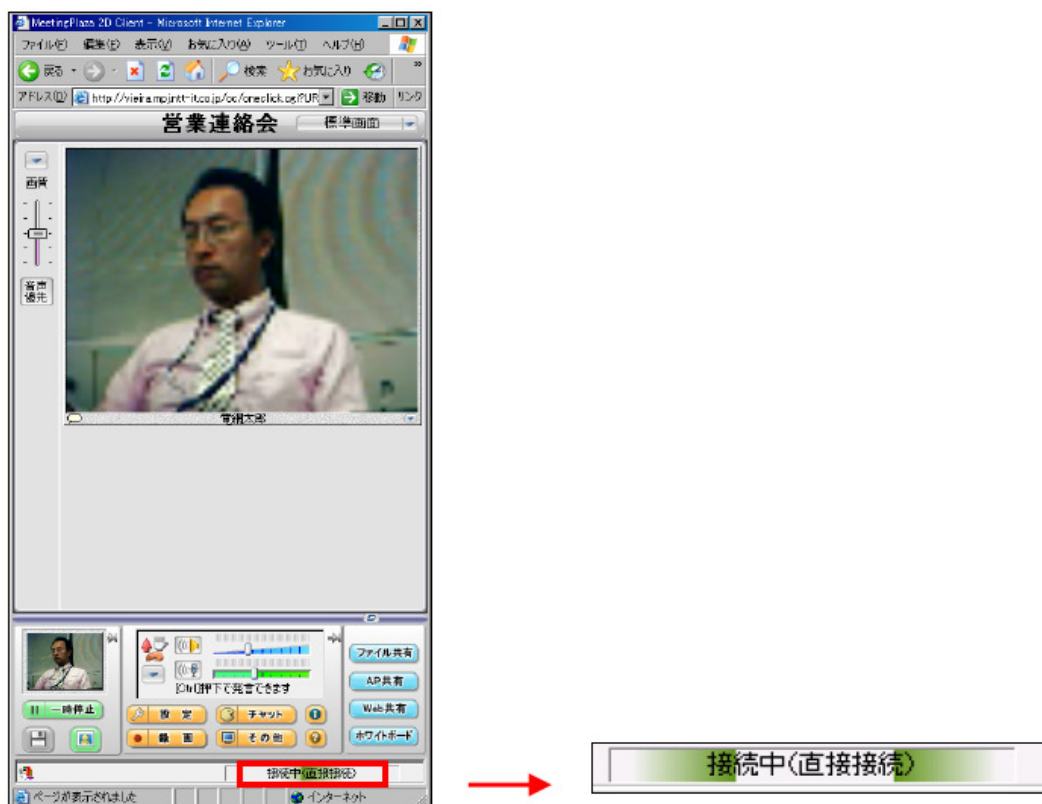 MeetingPlaza 2D Client - Microsoft Internet Explorer
ファイル(F) 編集(E) 表示(V) お気に入り(A) ツール(T) ヘルプ(H)
戻る 検索 お気に入り »
アドレス(D) 移動 リンク
営業連絡会 標準画面
画質
音声
優先
電網太郎
ファイル共有
AP共有
[Ctrl]押下で発言できます
一時停止 設定 チャット Web共有
録画 その他 ホワイトボード
接続中(直接接続) 接続中(直接接続)
ページが表示されました インターネット